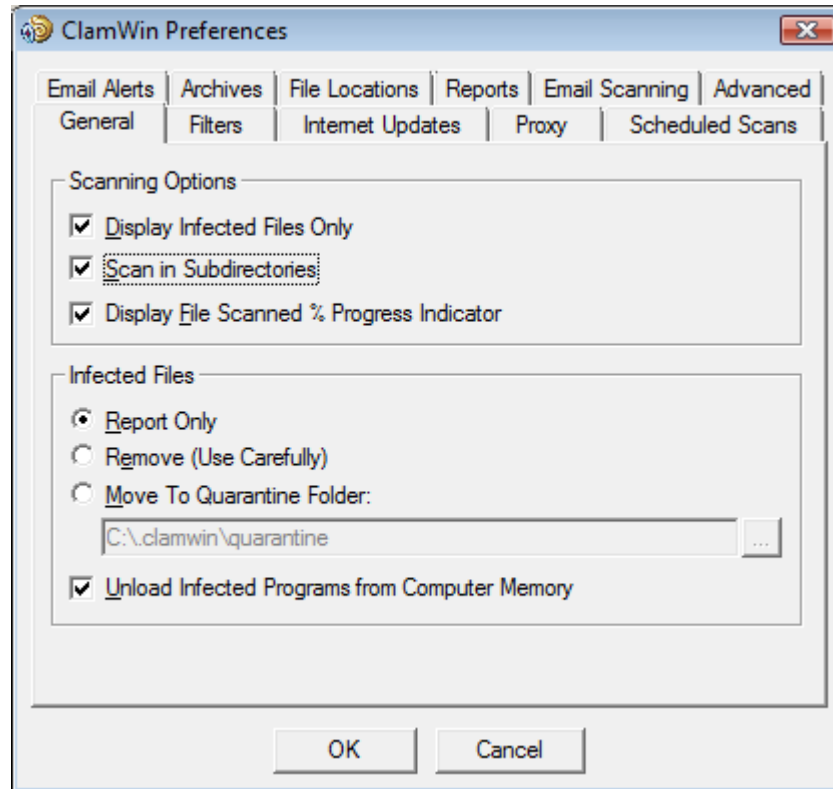 ClamWin Preferences
Email Alerts Archives File Locations Reports Email Scanning Advanced
General Filters Internet Updates Proxy Scheduled Scans
Scanning Options
Display Infected Files Only
Scan in Subdirectories
Display File Scanned % Progress Indicator
Infected Files
Report Only
Remove (Use Carefully)
Move To Quarantine Folder:
C:\.clamwin\quarantine ...
Unload Infected Programs from Computer Memory
OK Cancel